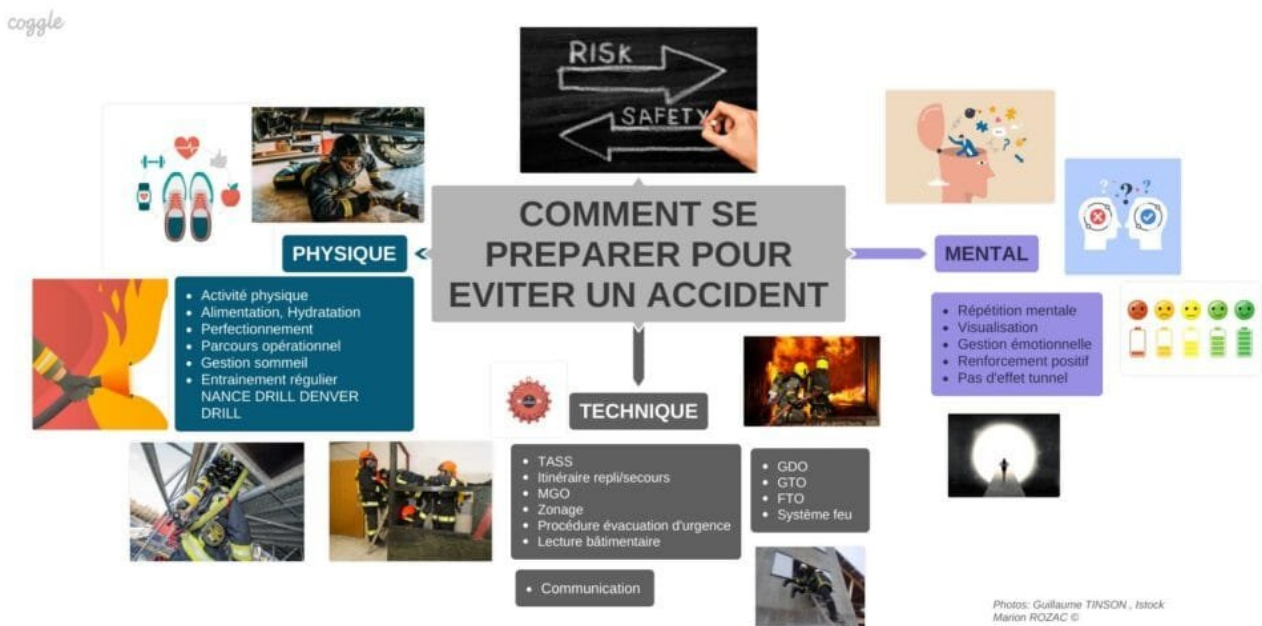 coggle
RISK
SAFETY
COMMENT SE
PREPARER POUR
EVITER UN ACCIDENT
PHYSIQUE
• Activité physique
• Alimentation, Hydratation
• Perfectionnement
• Parcours opérationnel
• Gestion sommeil
• Entrainement régulier
NANCE DRILL DENVER
DRILL
MENTAL
• Répétition mentale
• Visualisation
• Gestion émotionnelle
• Renforcement positif
• Pas d'effet tunnel
TECHNIQUE
• TASS
• Itinéraire repli/secours
• MGO
• Zonage
• Procédure évacuation d'urgence
• Lecture bâtimentaire
• GDO
• GTO
• FTO
• Système feu
• Communication
Photos: Guillaume TINSON , Istock
Marion ROZAC ©